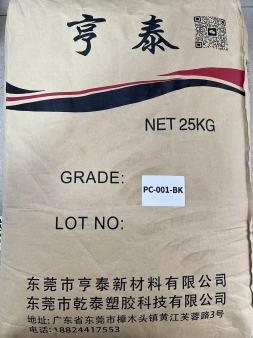 亨泰
NET 25KG
GRADE: PC-001-BK
LOT NO:
东莞市亨泰新材料有限公司
东莞市乾泰塑胶科技有限公司
地址: 广东省东莞市樟木头镇黄江芙蓉路3号
电话: 18824417553